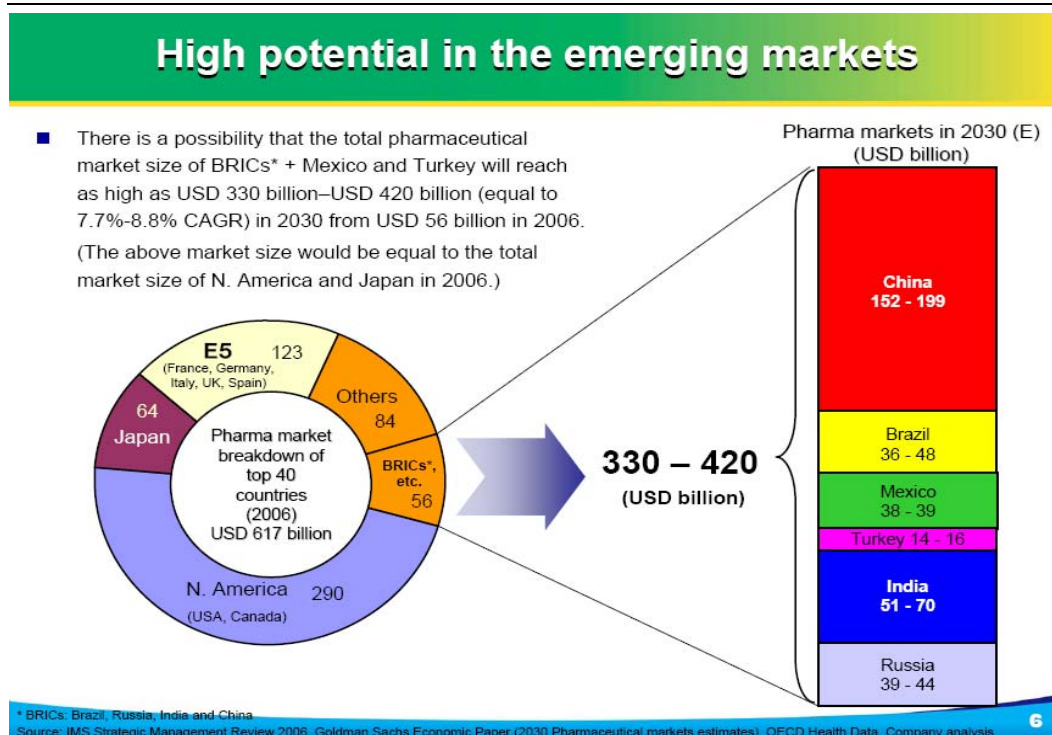 High potential in the emerging markets
There is a possibility that the total pharmaceutical
market size of BRICs* + Mexico and Turkey will reach
as high as USD 330 billion–USD 420 billion (equal to
7.7%-8.8% CAGR) in 2030 from USD 56 billion in 2006.
(The above market size would be equal to the total
market size of N. America and Japan in 2006.)
E5 123
(France, Germany,
Italy, UK, Spain)
Others
84
64
Japan
BRICs*,
etc.
56
Pharma market
breakdown of
top 40
countries
(2006)
USD 617 billion
N. America 290
(USA, Canada)
330 – 420
(USD billion)
Pharma markets in 2030 (E)
(USD billion)
China
152 - 199
Brazil
36 - 48
Mexico
38 - 39
Turkey 14 - 16
India
51 - 70
Russia
39 - 44
* BRICs: Brazil, Russia, India and China
Source: IMS Strategic Management Review 2006, Goldman Sachs Economic Paper (2030 Pharmaceutical markets estimates), OECD Health Data, Company analysis
6